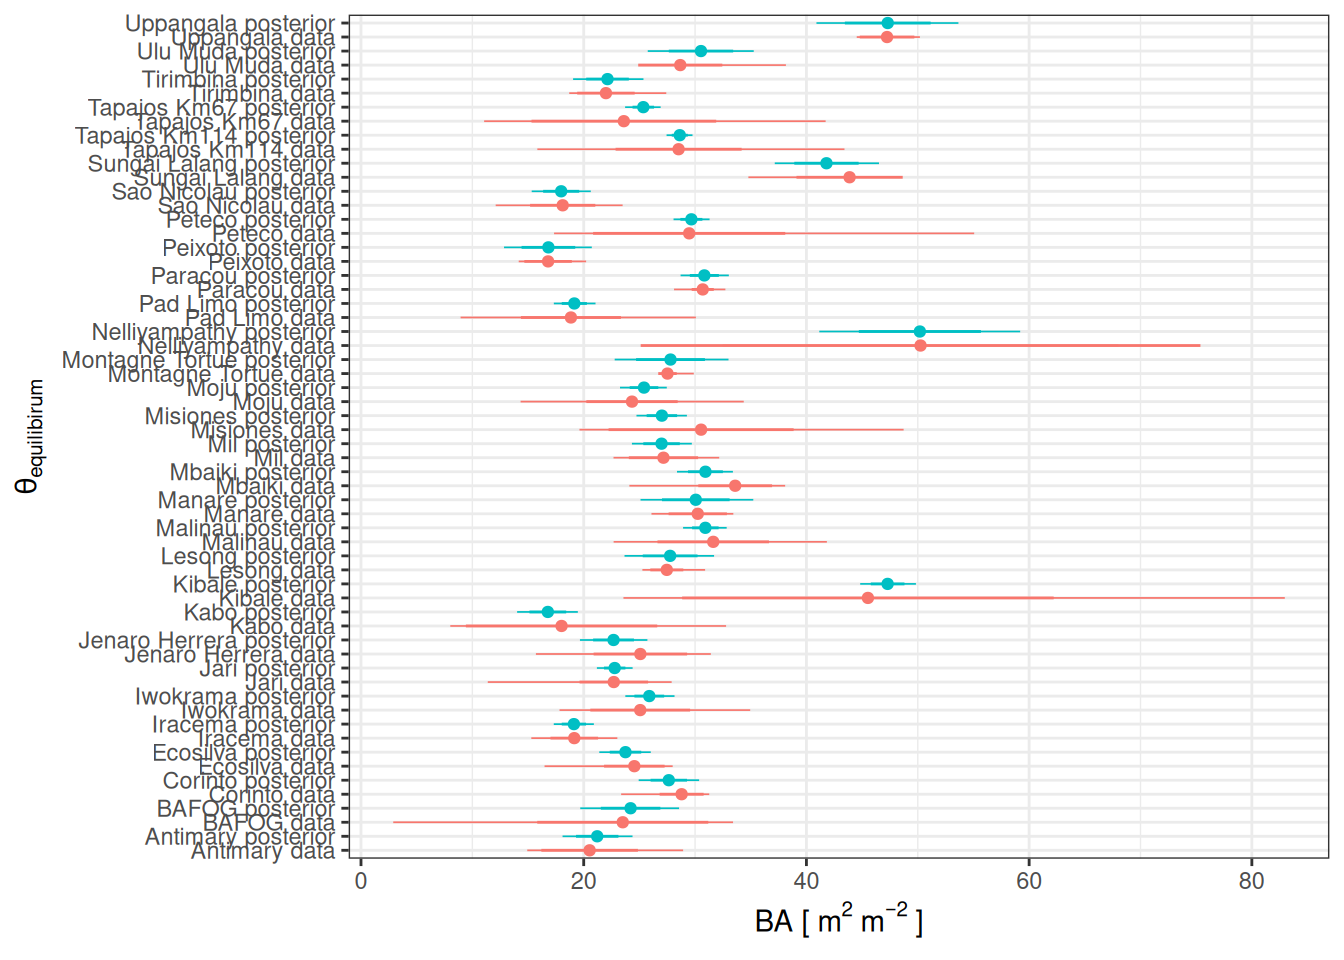 Uppangala posterior
Uppangala data
Ulu Muda posterior
Ulu Muda data
Tirimbina posterior
Tirimbina data
Tapajos Km67 posterior
Tapajos Km67 data
Tapajos Km114 posterior
Tapajos Km114 data
Sungai Lalang posterior
Sungai Lalang data
Sao Nicolau posterior
Sao Nicolau data
Peteco posterior
Peteco data
Peixoto posterior
Peixoto data
Paracou posterior
Paracou data
Pad Limo posterior
Pad Limo data
Nelliyampathy posterior
Nelliyampathy data
Montagne Tortue posterior
Montagne Tortue data
Moju posterior
Moju data
Misiones posterior
Misiones data
Mil posterior
Mil data
Mbaiki posterior
Mbaiki data
Manare posterior
Manare data
Malinau posterior
Malinau data
Lesong posterior
Lesong data
Kibale posterior
Kibale data
Kabo posterior
Kabo data
Jenaro Herrera posterior
Jenaro Herrera data
Jari posterior
Jari data
Iwokrama posterior
Iwokrama data
Iracema posterior
Iracema data
Ecosilva posterior
Ecosilva data
Corinto posterior
Corinto data
BAFOG posterior
BAFOG data
Antimary posterior
Antimary data
θequilibirum
0 20 40 60 80
BA [ m² m⁻² ]